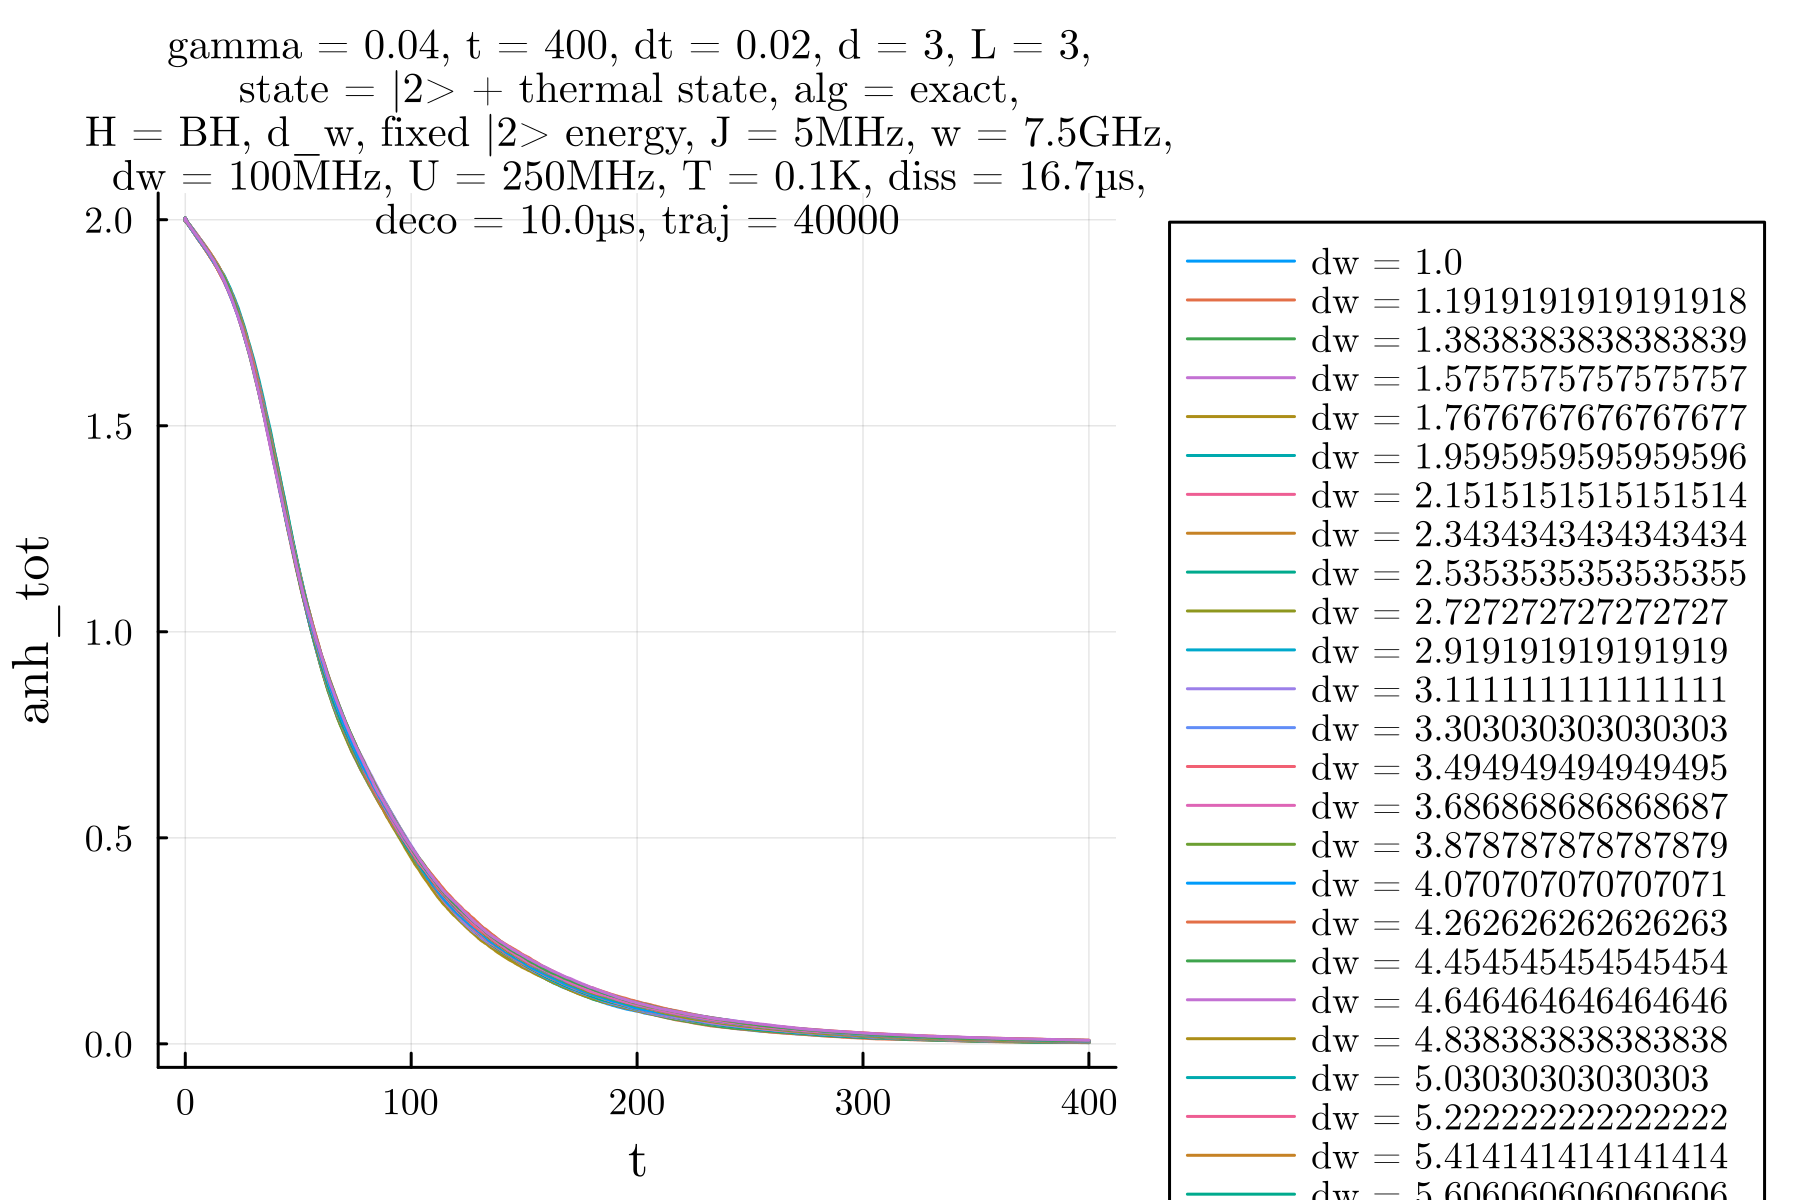 gamma = 0.04, t = 400, dt = 0.02, d = 3, L = 3,
state = |2> + thermal state, alg = exact,
H = BH, d_w, fixed |2> energy, J = 5MHz, w = 7.5GHz,
dw = 100MHz, U = 250MHz, T = 0.1K, diss = 16.7µs,
deco = 10.0µs, traj = 40000
anh_tot
2.0
1.5
1.0
0.5
0.0
0 100 200 300 400
t
dw = 1.0
dw = 1.1919191919191918
dw = 1.3838383838383839
dw = 1.5757575757575757
dw = 1.7676767676767677
dw = 1.9595959595959596
dw = 2.1515151515151514
dw = 2.3434343434343434
dw = 2.5353535353535355
dw = 2.727272727272727
dw = 2.919191919191919
dw = 3.111111111111111
dw = 3.303030303030303
dw = 3.494949494949495
dw = 3.686868686868687
dw = 3.878787878787879
dw = 4.070707070707071
dw = 4.262626262626263
dw = 4.454545454545454
dw = 4.646464646464646
dw = 4.838383838383838
dw = 5.03030303030303
dw = 5.222222222222222
dw = 5.414141414141414
dw = 5.606060606060606